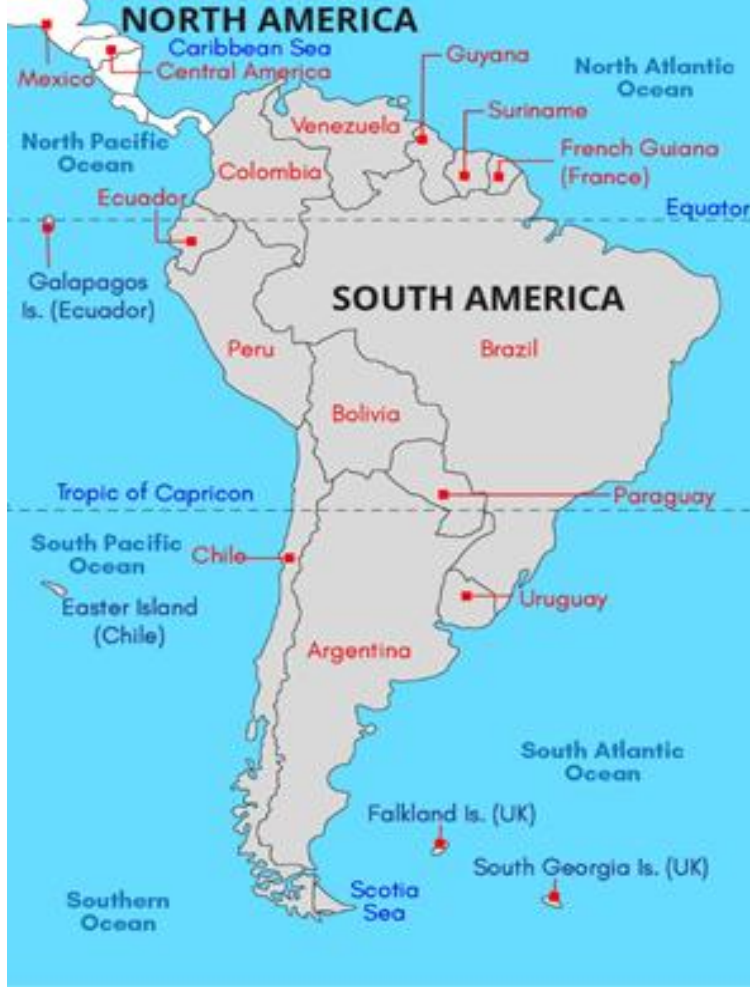 NORTH AMERICA
Caribbean Sea
Mexico
Central America
Guyana
North Atlantic
Ocean
Suriname
Venezuela
North Pacific
Ocean
French Guiana
(France)
Colombia
Ecuador
Equator
Galapagos
Is. (Ecuador)
SOUTH AMERICA
Peru
Brazil
Bolivia
Tropic of Capricon
Paraguay
South Pacific
Ocean
Chile
Easter Island
(Chile)
Uruguay
Argentina
South Atlantic
Ocean
Falkland Is. (UK)
South Georgia Is. (UK)
Southern
Ocean
Scotia
Sea